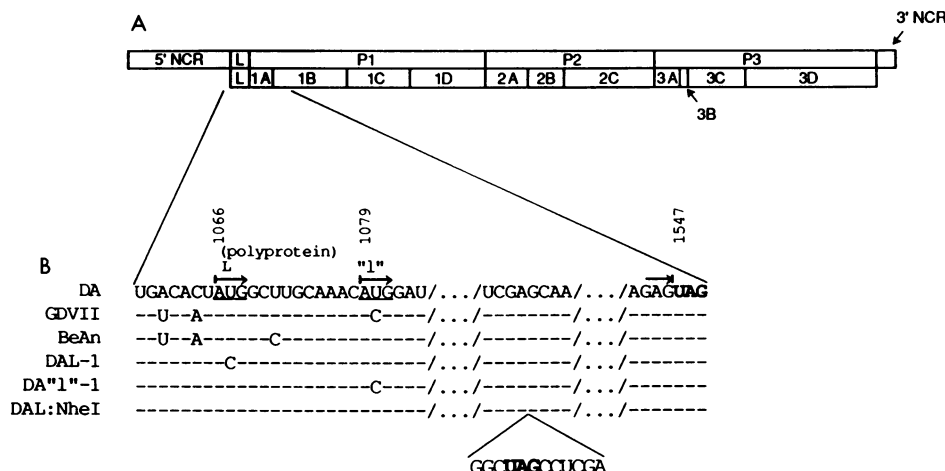 A
3' NCR
5' NCR L P1 P2 P3
L 1A 1B 1C 1D 2A 2B 2C 3A 3C 3D
3B
1066 1079 1547
(polyprotein)
B L "l"
DA UGACACUAUGGCUUGCAAACAUGGAU/.../UCGAGCAA/.../AGAGUAG
GDVII --U-A-----------C---/.../--------/.../-------
BeAn --U-A----C----------/.../--------/.../-------
DAL-1 -------C------------------/.../--------/.../-------
DA"l"-1 ---------------------C----/.../--------/.../-------
DAL:NheI --------------------------/.../--------/.../-------
GGCUUAGCCUCGA